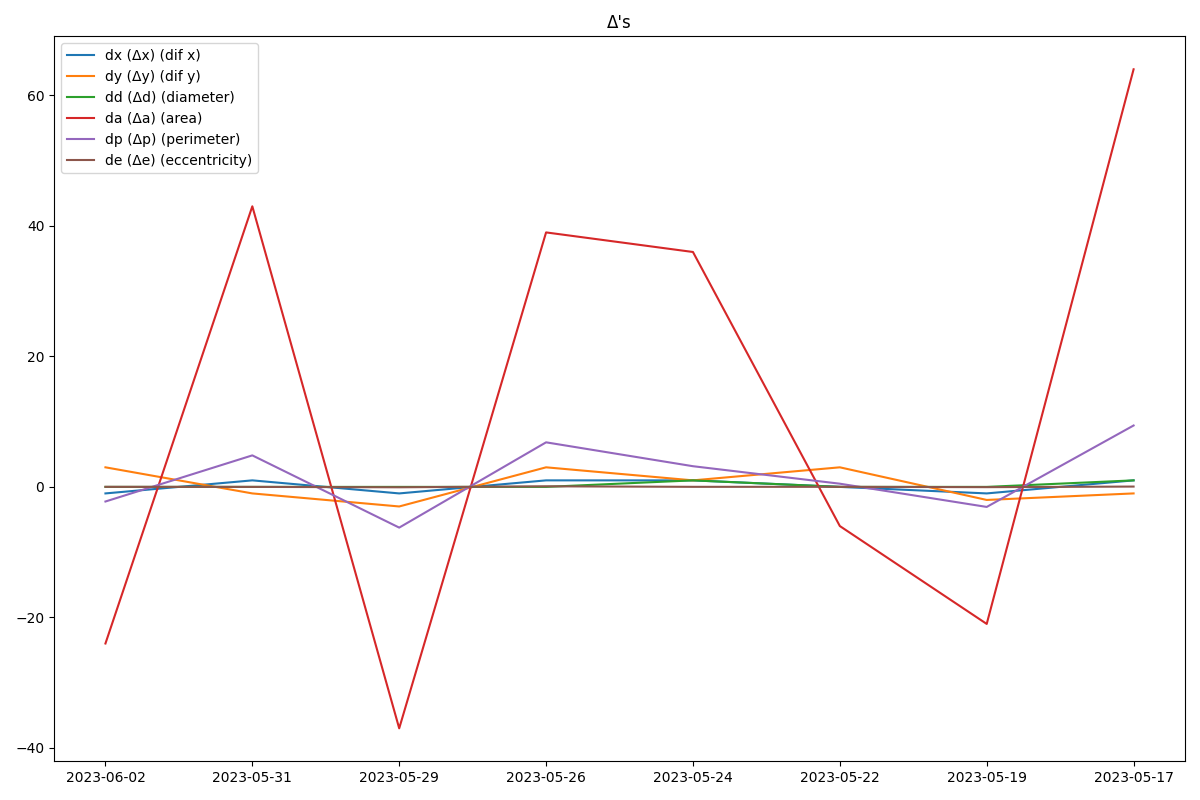 Δ's
dx (Δx) (dif x)
dy (Δy) (dif y)
dd (Δd) (diameter)
da (Δa) (area)
dp (Δp) (perimeter)
de (Δe) (eccentricity)
60
40
20
0
−20
−40
2023-06-02 2023-05-31 2023-05-29 2023-05-26 2023-05-24 2023-05-22 2023-05-19 2023-05-17